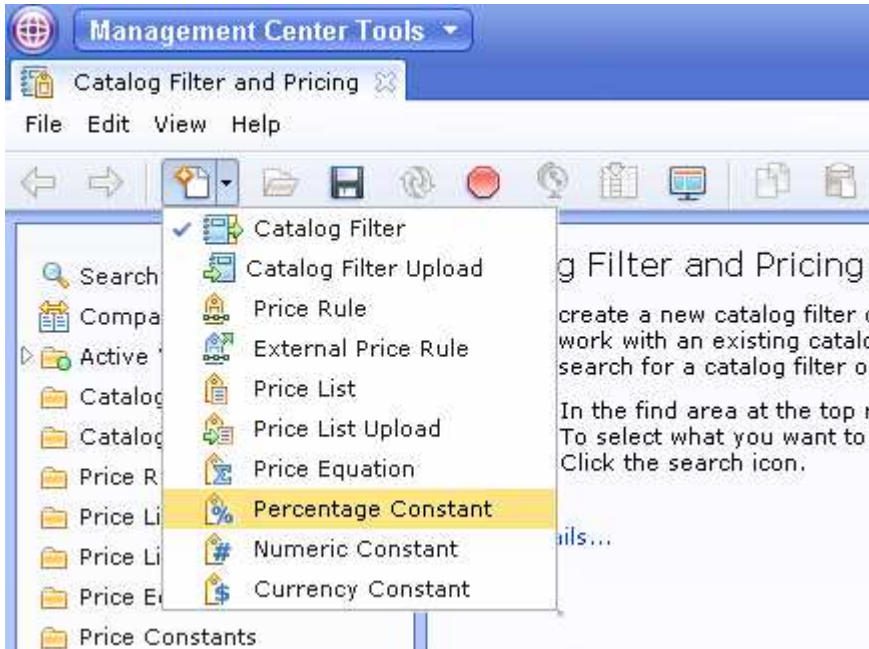 Management Center Tools
Catalog Filter and Pricing
File Edit View Help
Catalog Filter
Catalog Filter Upload
Price Rule
External Price Rule
Price List
Price List Upload
Price Equation
Percentage Constant
Numeric Constant
Currency Constant
Search
Compa
Active
Catalog
Catalog
Price R
Price Li
Price Li
Price E
Price Constants
g Filter and Pricing
create a new catalog filter
work with an existing catalo
search for a catalog filter o
In the find area at the top r
To select what you want to
Click the search icon.
ails...